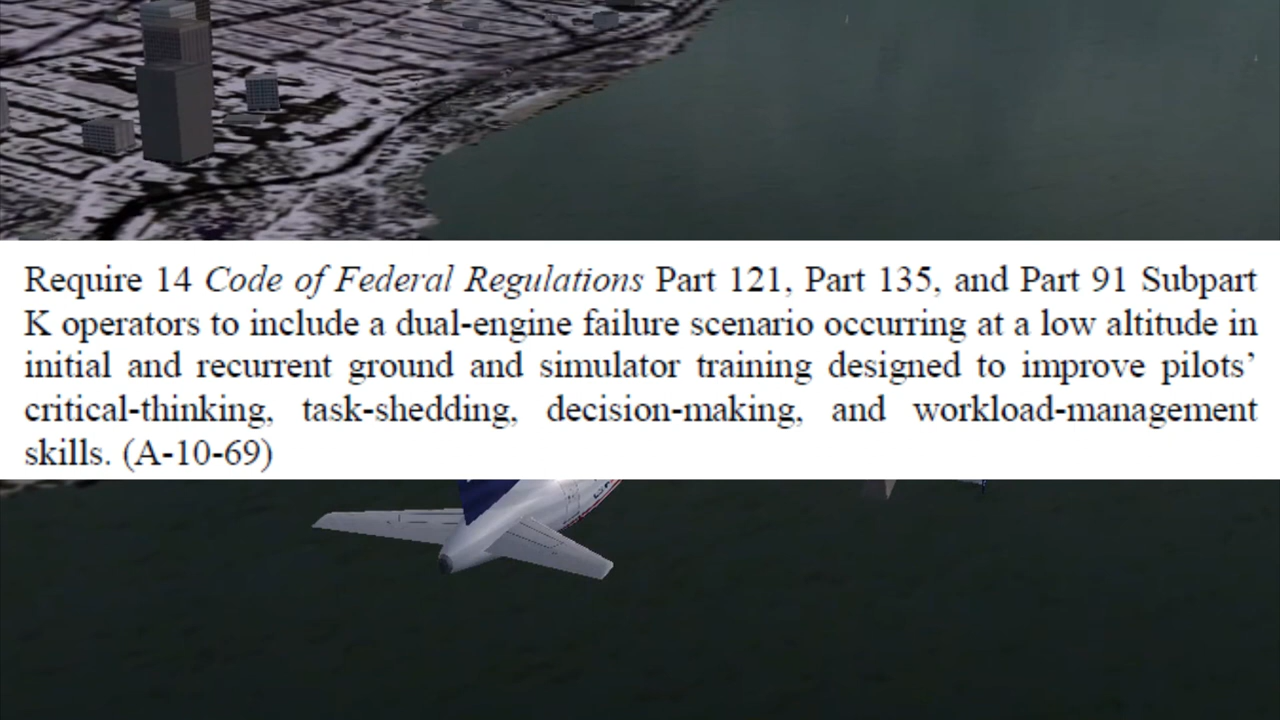 Require 14 Code of Federal Regulations Part 121, Part 135, and Part 91 Subpart
K operators to include a dual-engine failure scenario occurring at a low altitude in
initial and recurrent ground and simulator training designed to improve pilots’
critical-thinking, task-shedding, decision-making, and workload-management
skills. (A-10-69)